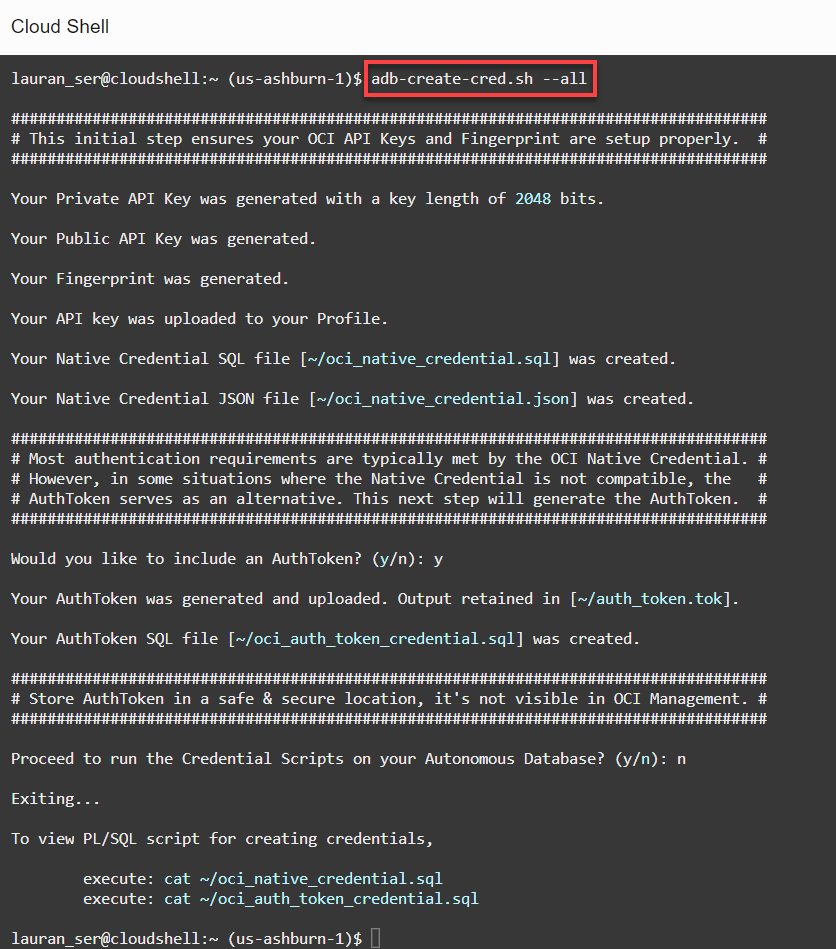 Cloud Shell
lauran_ser@cloudshell:~ (us-ashburn-1)$ adb-create-cred.sh --all
####################################################################################
# This initial step ensures your OCI API Keys and Fingerprint are setup properly.  #
####################################################################################
Your Private API Key was generated with a key length of 2048 bits.
Your Public API Key was generated.
Your Fingerprint was generated.
Your API key was uploaded to your Profile.
Your Native Credential SQL file [~/oci_native_credential.sql] was created.
Your Native Credential JSON file [~/oci_native_credential.json] was created.
####################################################################################
# Most authentication requirements are typically met by the OCI Native Credential. #
# However, in some situations where the Native Credential is not compatible, the   #
# AuthToken serves as an alternative. This next step will generate the AuthToken.  #
####################################################################################
Would you like to include an AuthToken? (y/n): y
Your AuthToken was generated and uploaded. Output retained in [~/auth_token.tok].
Your AuthToken SQL file [~/oci_auth_token_credential.sql] was created.
####################################################################################
# Store AuthToken in a safe & secure location, it's not visible in OCI Management. #
####################################################################################
Proceed to run the Credential Scripts on your Autonomous Database? (y/n): n
Exiting...
To view PL/SQL script for creating credentials,
        execute: cat ~/oci_native_credential.sql
        execute: cat ~/oci_auth_token_credential.sql
lauran_ser@cloudshell:~ (us-ashburn-1)$